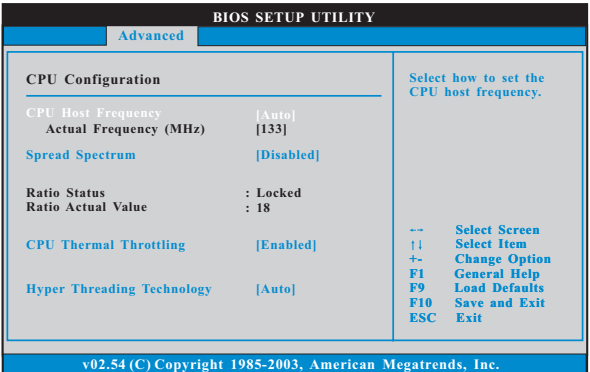 BIOS SETUP UTILITY
Advanced
CPU Configuration
CPU Host Frequency [Auto]
Actual Frequency (MHz) [133]
Spread Spectrum [Disabled]
Ratio Status : Locked
Ratio Actual Value : 18
CPU Thermal Throttling [Enabled]
Hyper Threading Technology [Auto]
Select how to set the
CPU host frequency.
←→ Select Screen
↑↓ Select Item
+- Change Option
F1 General Help
F9 Load Defaults
F10 Save and Exit
ESC Exit
v02.54 (C) Copyright 1985-2003, American Megatrends, Inc.